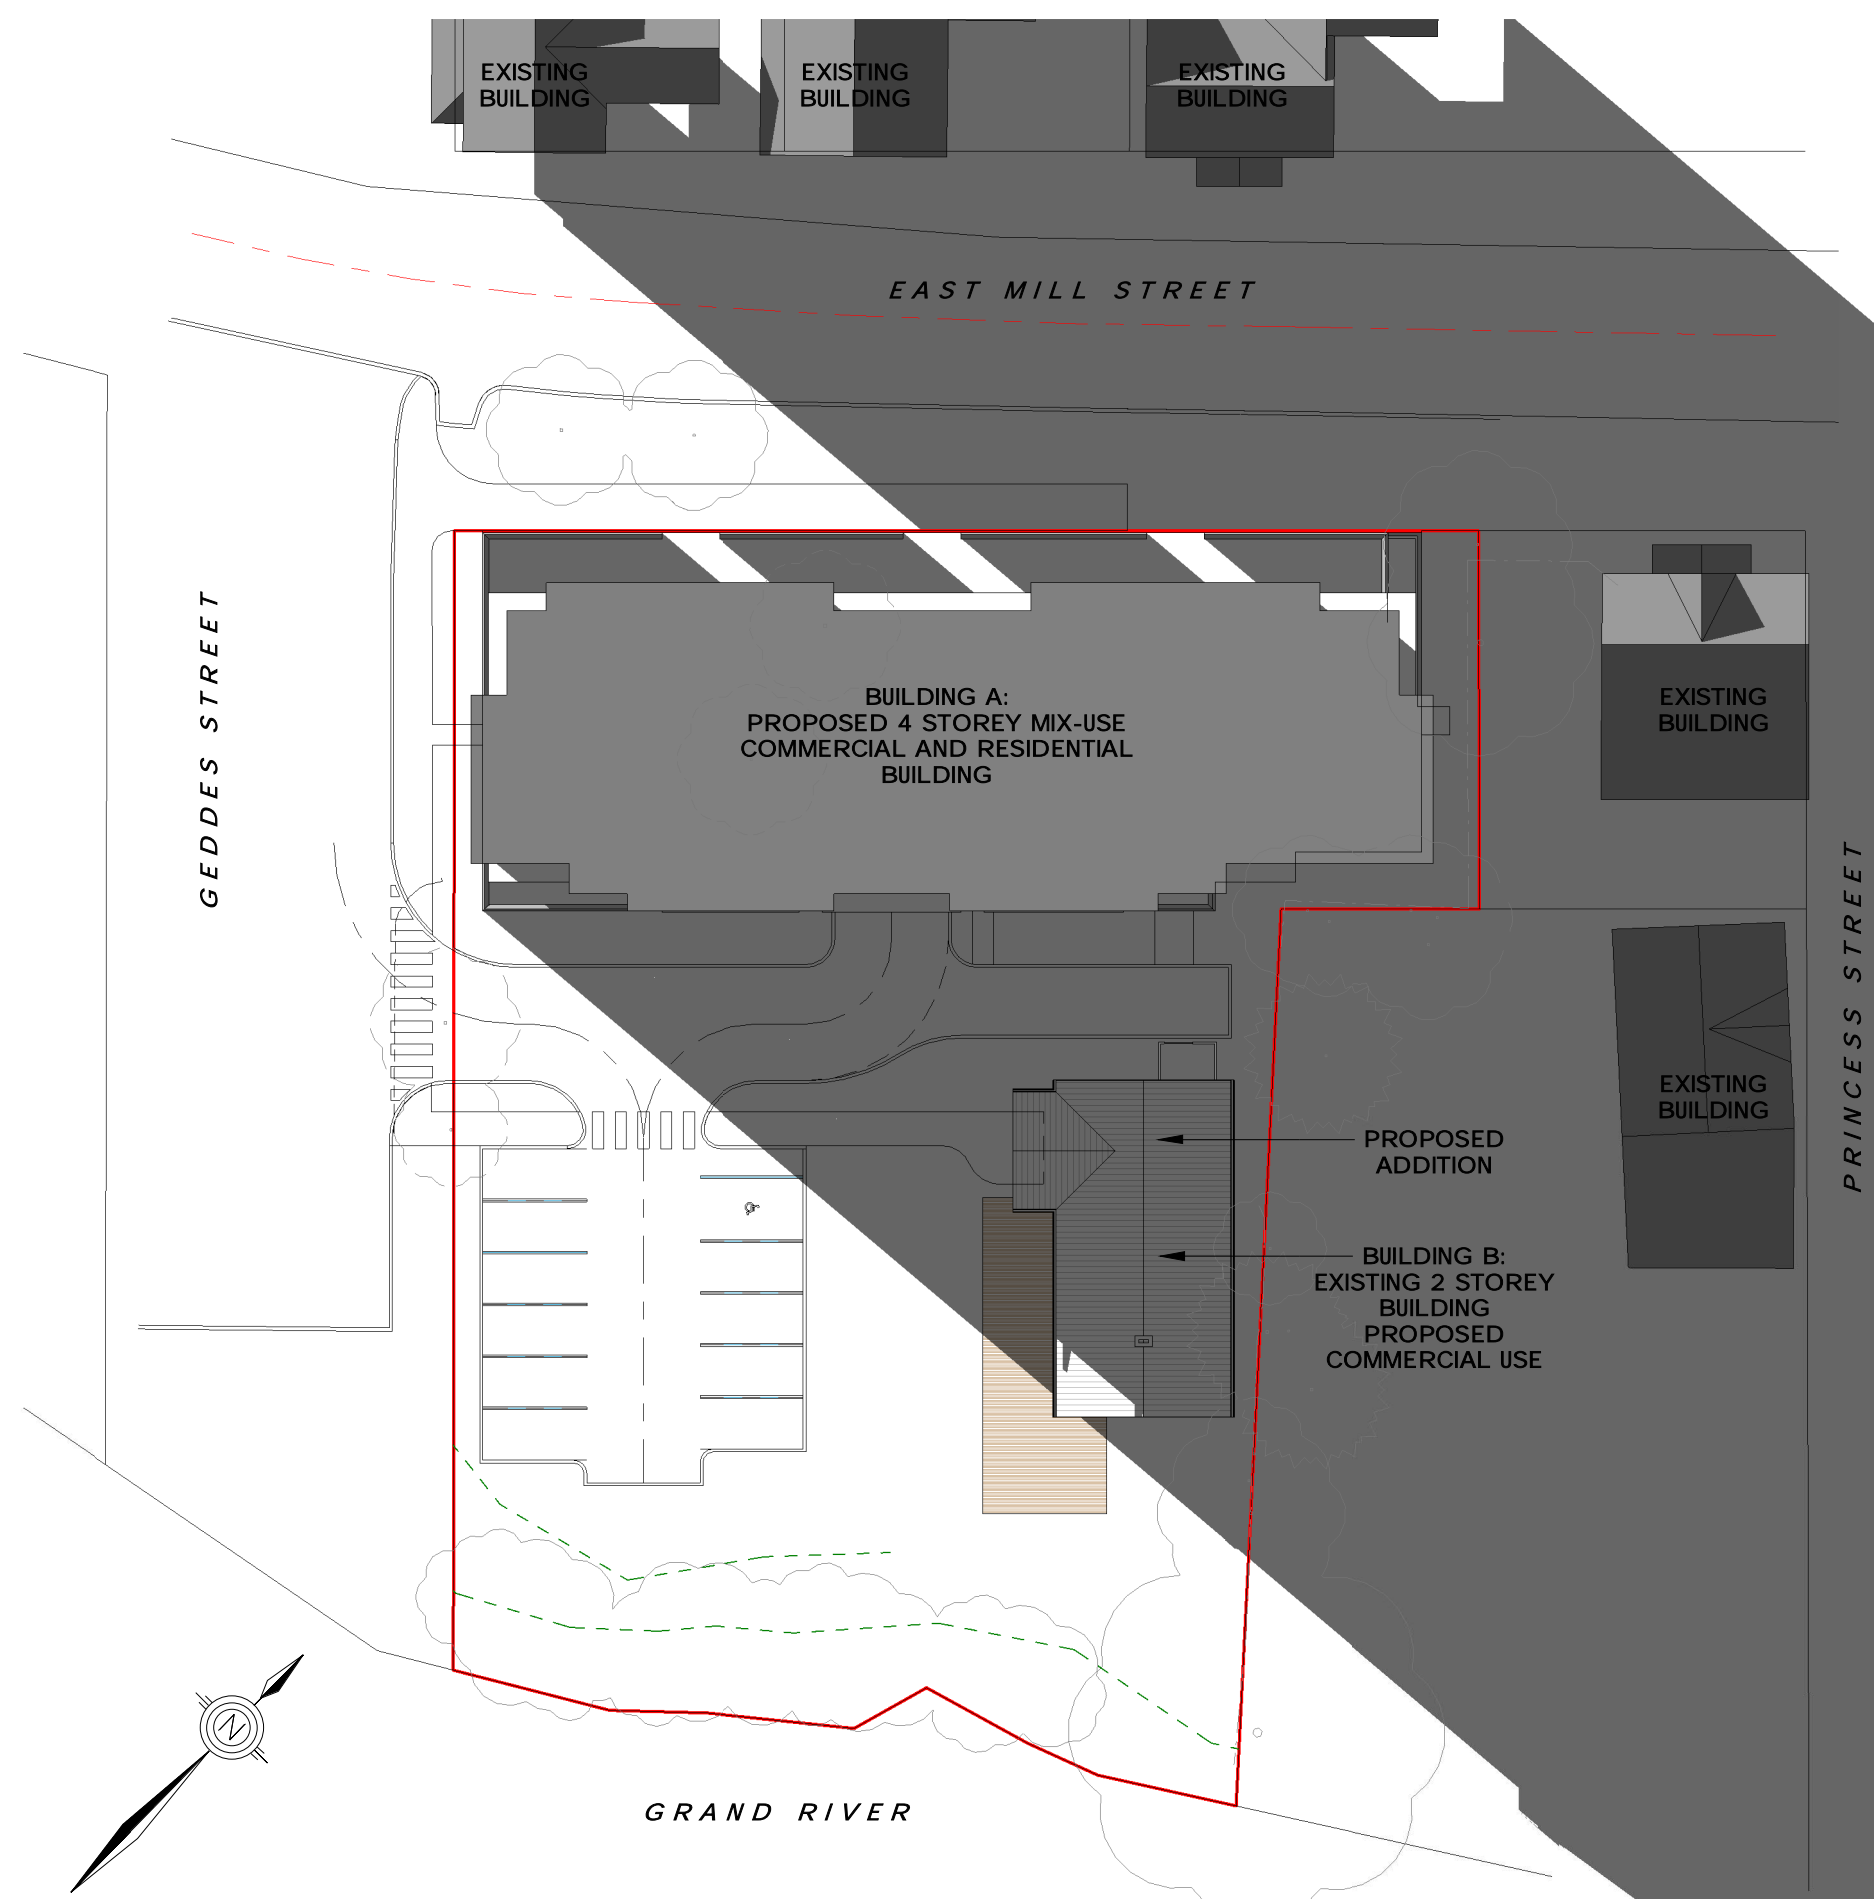 EXISTING
BUILDING
EXISTING
BUILDING
EXISTING
BUILDING
EAST MILL STREET
GEDDES STREET
BUILDING A:
PROPOSED 4 STOREY MIX-USE
COMMERCIAL AND RESIDENTIAL
BUILDING
EXISTING
BUILDING
PRINCESS STREET
EXISTING
BUILDING
PROPOSED
ADDITION
BUILDING B:
EXISTING 2 STOREY
BUILDING
PROPOSED
COMMERCIAL USE
N
GRAND RIVER